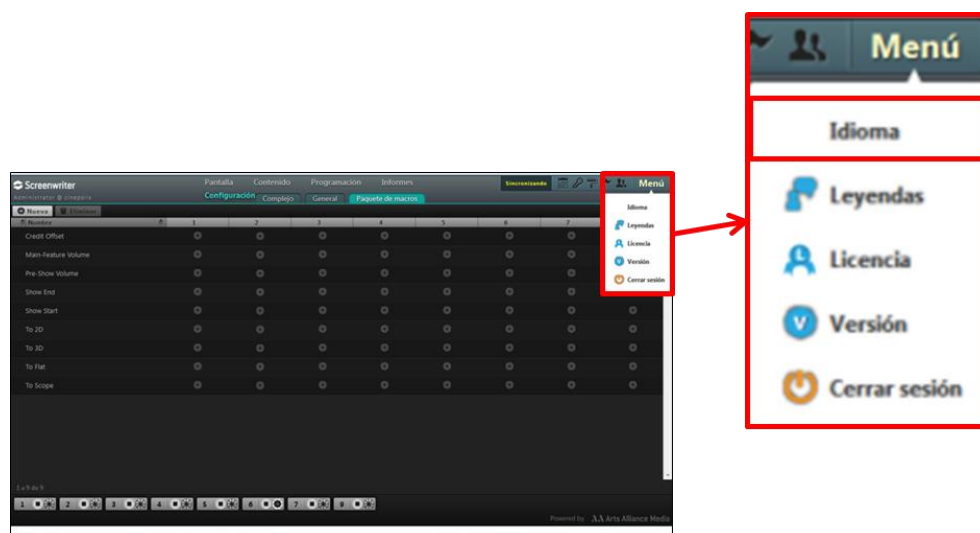 Menú
Idioma
Leyendas
Licencia
Versión
Cerrar sesión
Screenwriter
Pantalla Contenido Programación Informes
Sincronizando
Menú
Administrator @ cinepolis
Configuración Complejo General Paquete de macros
Idioma
Nuevo Eliminar
Nombre 1 2 3 4 5 6 7
Leyendas
Credit Offset
Licencia
Main-Feature Volume
Versión
Pre-Show Volume
Cerrar sesión
Show End
Show Start
To 2D
To 3D
To Flat
To Scope
1 a 9 de 9
1 2 3 4 5 6 7 8
Powered by Arts Alliance Media